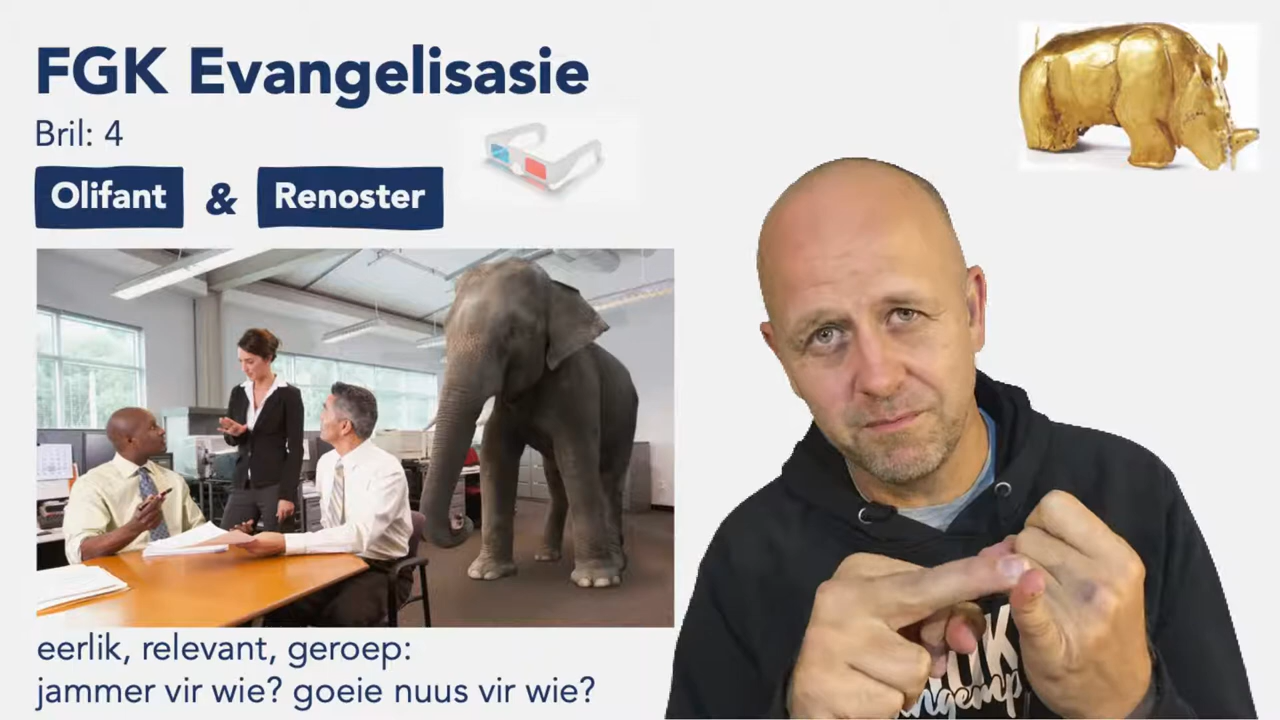 FGK Evangelisasie
Bril: 4
Olifant & Renoster
eerlik, relevant, geroep:
jammer vir wie? goeie nuus vir wie?